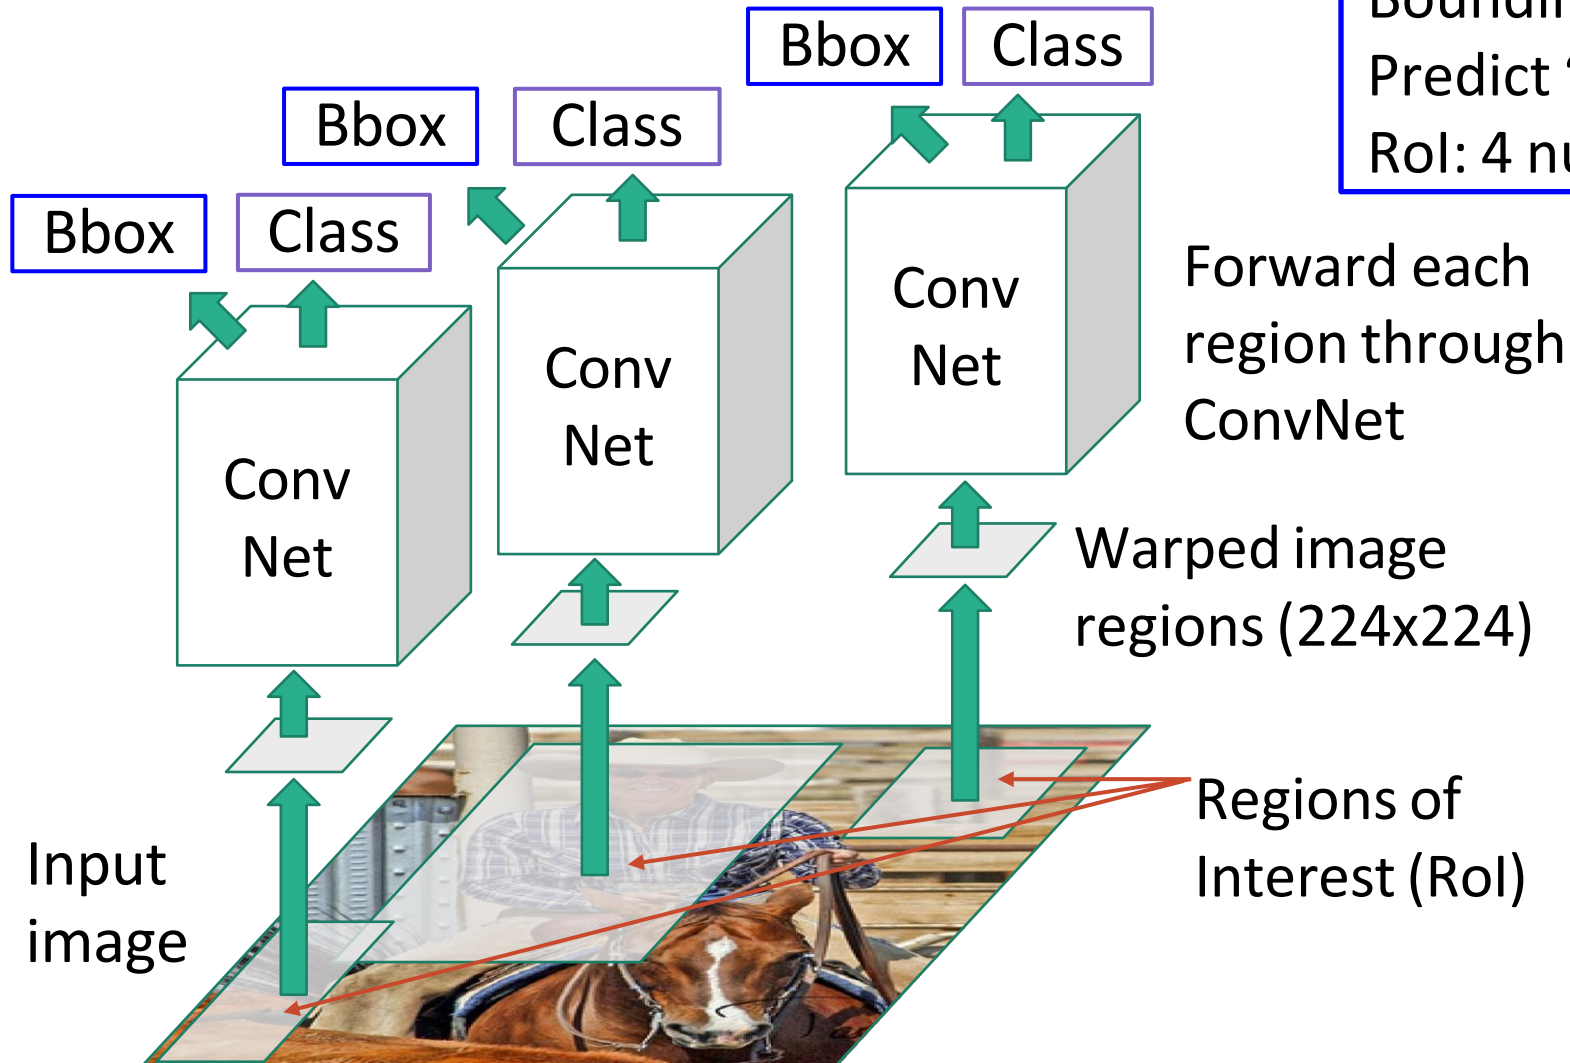 Bbox
Class
Predict
RoI: 4
Bbox
Class
Bbox
Class
Conv
Net
Conv
Net
Conv
Net
Forward each
region through
ConvNet
Warped image
regions (224x224)
Input
image
Regions of
Interest (RoI)